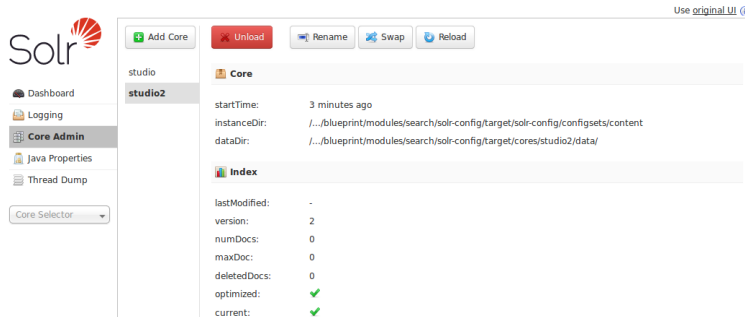 Use original UI
Solr
Add Core
Unload
Rename
Swap
Reload
studio
studio2
Dashboard
Logging
Core Admin
Java Properties
Thread Dump
Core Selector
Core
startTime: 3 minutes ago
instanceDir: /.../blueprint/modules/search/solr-config/target/solr-config/configsets/content
dataDir: /.../blueprint/modules/search/solr-config/target/cores/studio2/data/
Index
lastModified: -
version: 2
numDocs: 0
maxDoc: 0
deletedDocs: 0
optimized:
current: